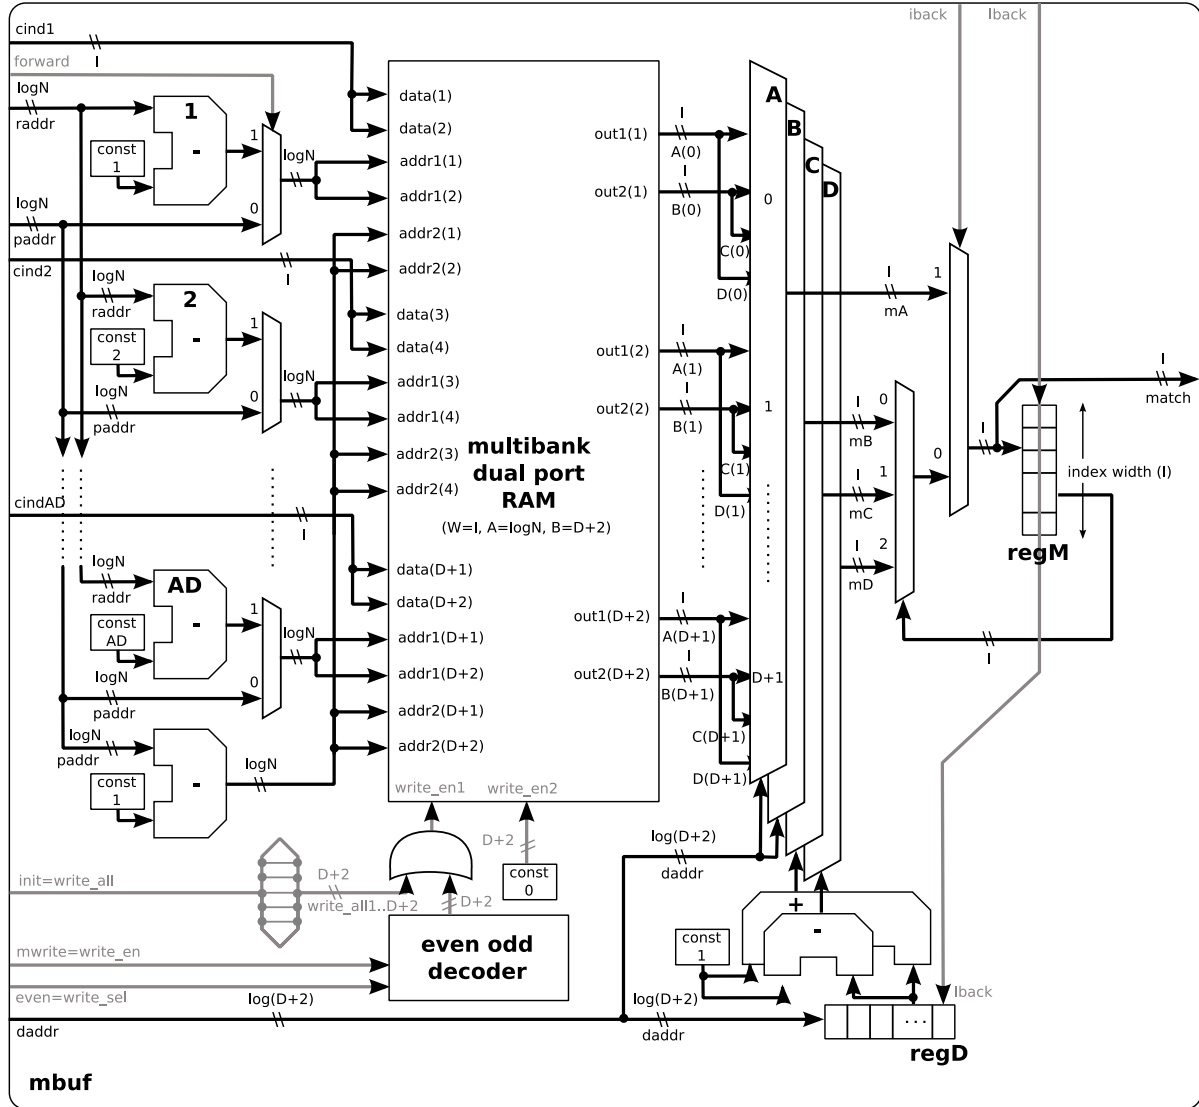 cind1
I
forward
logN
raddr
1
-
const
1
1
0
logN
logN
paddr
cind2
I
logN
raddr
2
-
const
2
1
0
logN
logN
paddr
cindAD
I
logN
raddr
AD
-
const
AD
1
0
logN
logN
paddr
logN
paddr
const
1
-
logN
data(1)
data(2)
addr1(1)
addr1(2)
addr2(1)
addr2(2)
data(3)
data(4)
addr1(3)
addr1(4)
addr2(3)
addr2(4)
data(D+1)
data(D+2)
addr1(D+1)
addr1(D+2)
addr2(D+1)
addr2(D+2)
multibank
dual port
RAM
(W=I, A=logN, B=D+2)
write_en1
write_en2
out1(1)
out2(1)
out1(2)
out2(2)
out1(D+2)
out2(D+2)
I
A(0)
I
B(0)
C(0)
D(0)
I
A(1)
I
B(1)
C(1)
D(1)
I
A(D+1)
I
B(D+1)
C(D+1)
D(D+1)
A
B
C
D
0
1
D+1
iback
Iback
I
mA
1
0
I
mB
0
I
mC
1
I
mD
2
I
I
match
index width (I)
regM
I
init=write_all
D+2
write_all1..D+2
D+2
D+2
const
0
even odd
decoder
mwrite=write_en
even=write_sel
log(D+2)
daddr
log(D+2)
daddr
log(D+2)
daddr
const
1
+
-
Iback
...
regD
mbuf